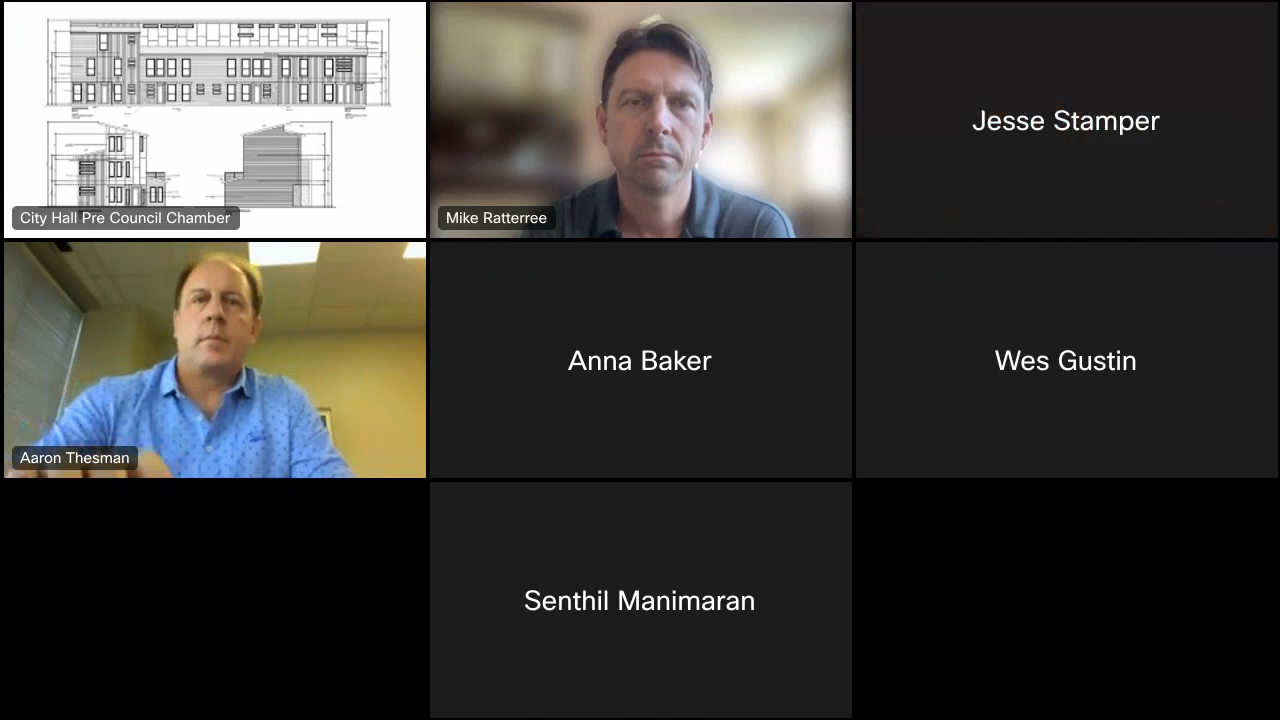 City Hall Pre Council Chamber
Mike Ratterree
Jesse Stamper
Aaron Thesman
Anna Baker
Wes Gustin
Senthil Manimaran